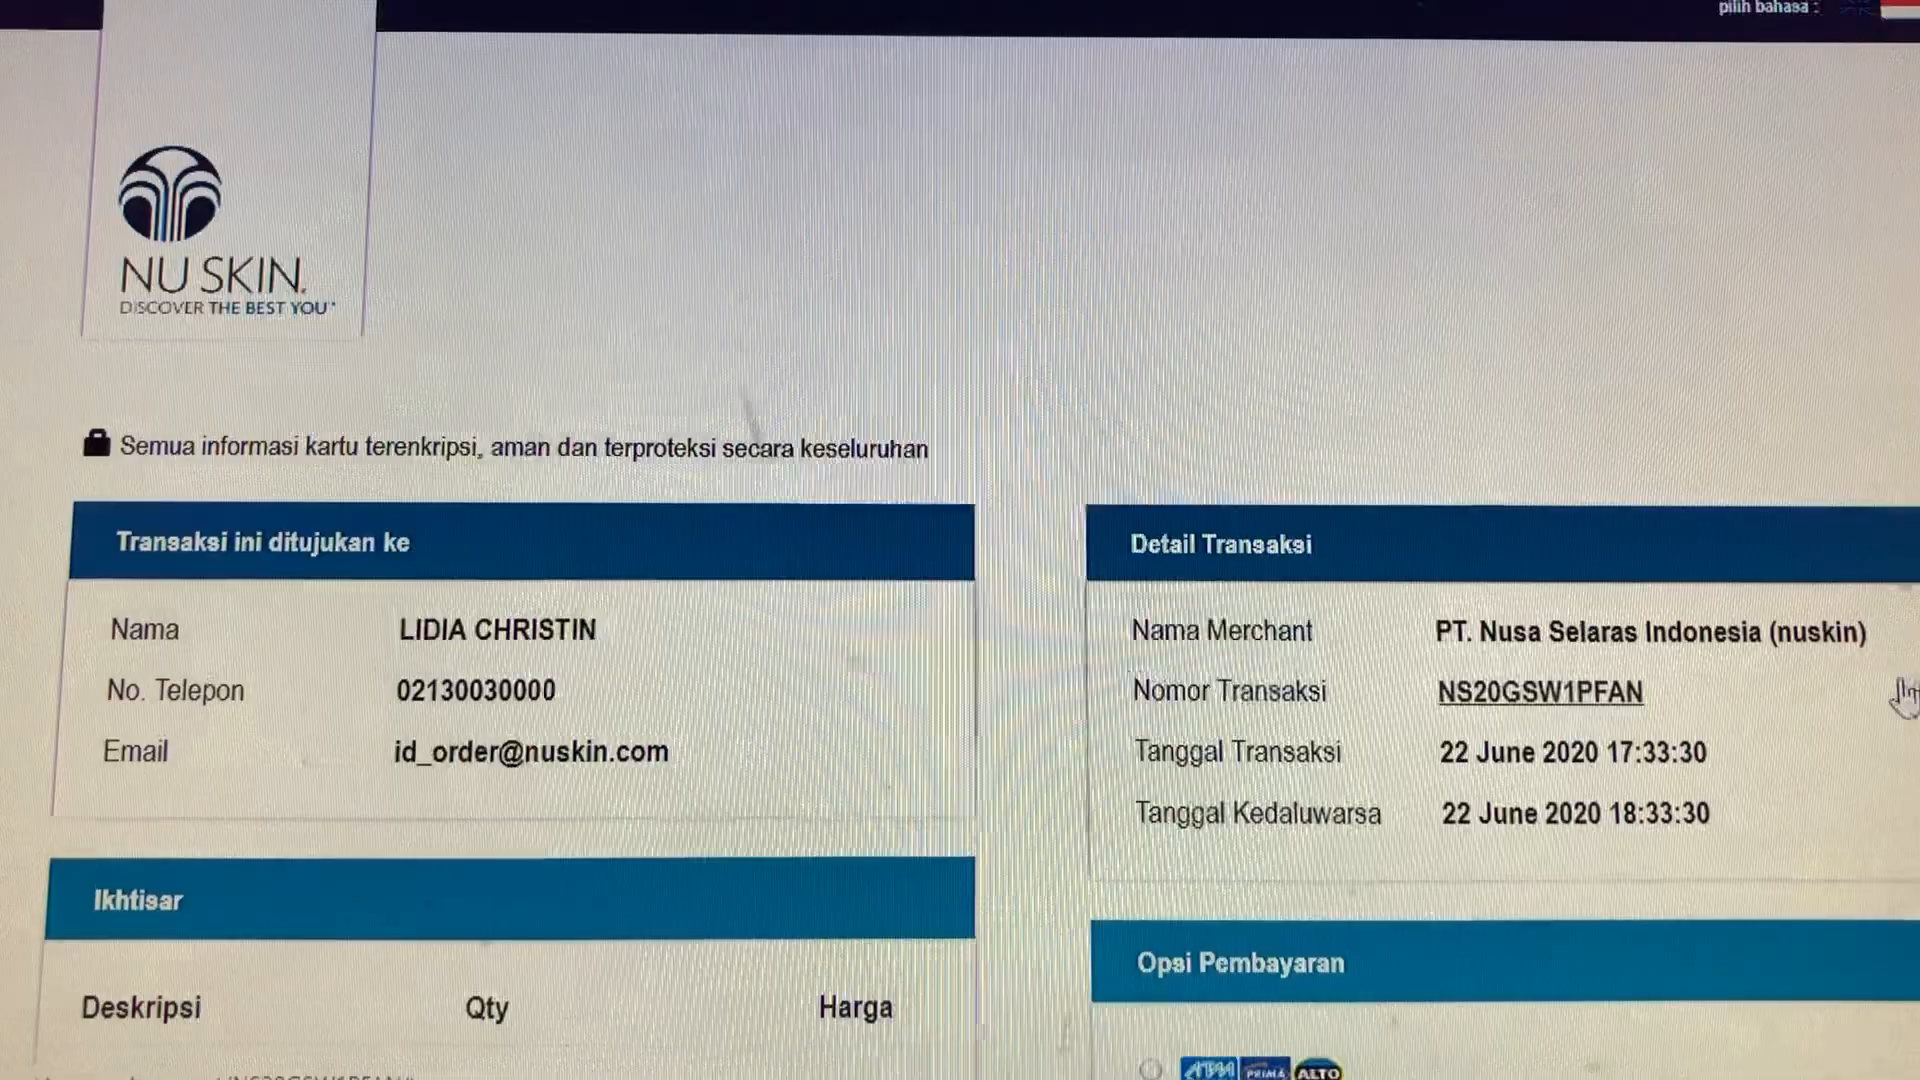 pilih bahasa :
NU SKIN.
DISCOVER THE BEST YOU™
Semua informasi kartu terenkripsi, aman dan terproteksi secara keseluruhan
Transaksi ini ditujukan ke
Nama LIDIA CHRISTIN
No. Telepon 02130030000
Email id_order@nuskin.com
Ikhtisar
Deskripsi Qty Harga
Detail Transaksi
Nama Merchant PT. Nusa Selaras Indonesia (nuskin)
Nomor Transaksi NS20GSW1PFAN
Tanggal Transaksi 22 June 2020 17:33:30
Tanggal Kedaluwarsa 22 June 2020 18:33:30
Opsi Pembayaran
ATM PRIMA ALTO